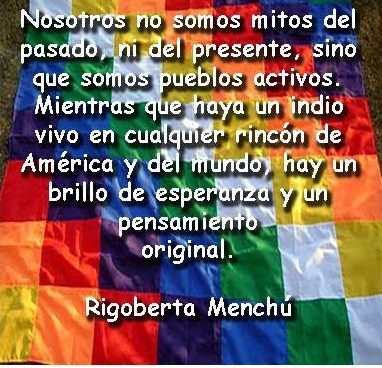 Nosotros no somos mitos del
pasado, ni del presente, sino
que somos pueblos activos.
Mientras que haya un indio
vivo en cualquier rincón de
América y del mundo, hay un
brillo de esperanza y un
pensamiento
original.
Rigoberta Menchú